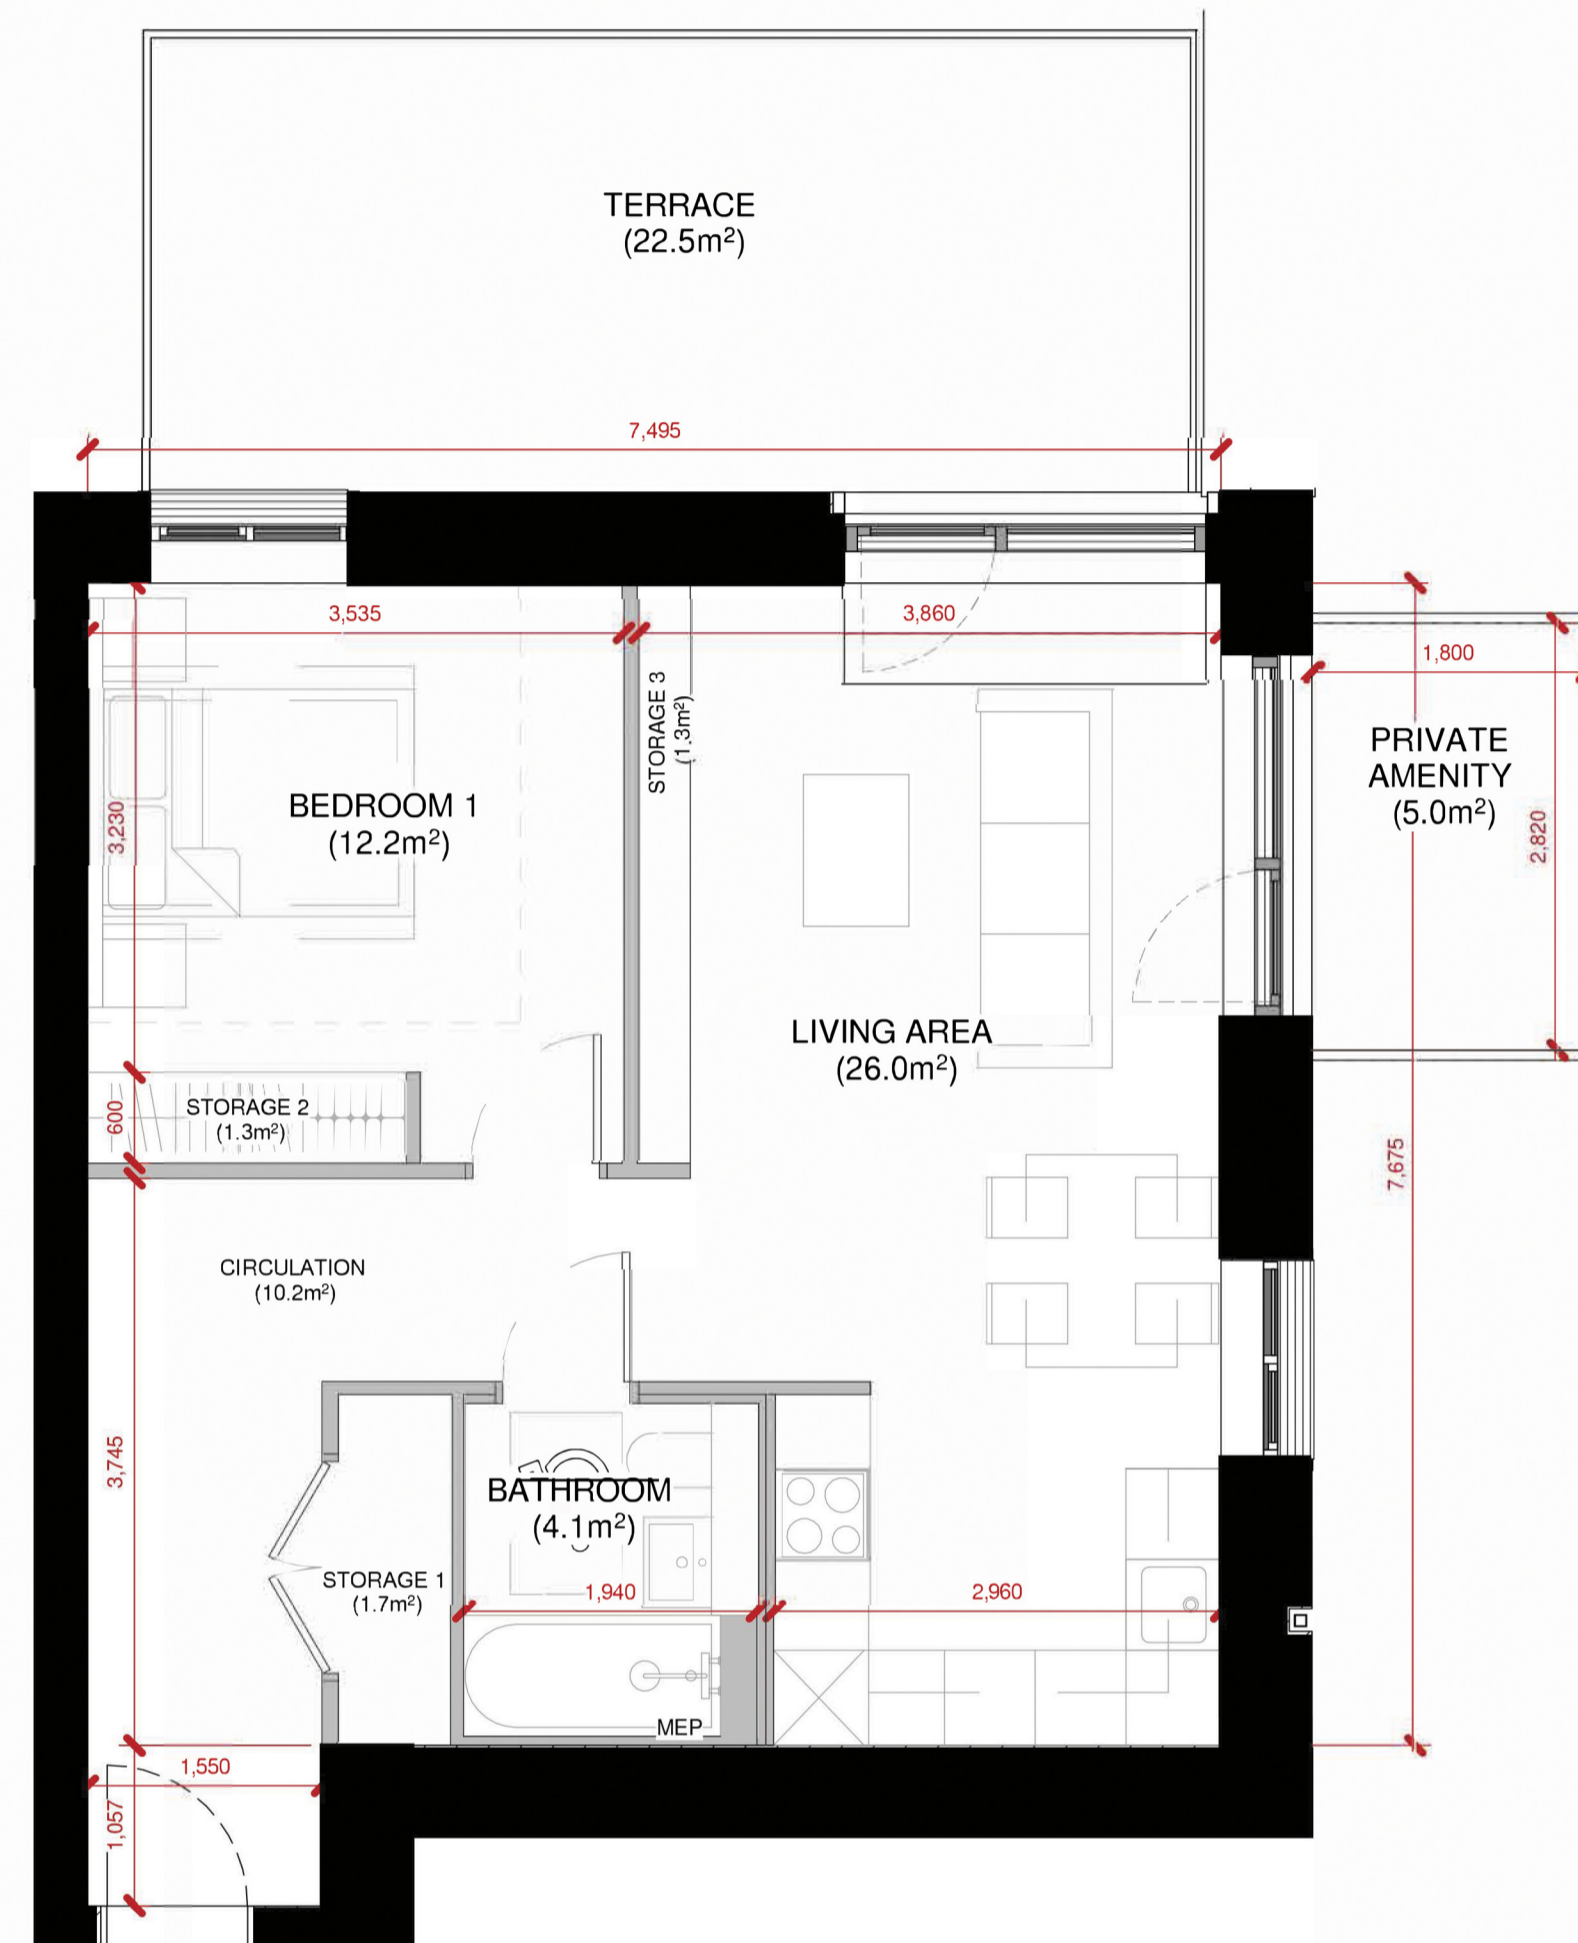 TERRACE
(22.5m²)
7,495
3,535
3,860
1,800
STORAGE 3
(1.3m²)
PRIVATE
AMENITY
(5.0m²)
2,820
BEDROOM 1
(12.2m²)
3,230
LIVING AREA
(26.0m²)
STORAGE 2
(1.3m²)
600
7,675
CIRCULATION
(10.2m²)
3,745
BATHROOM
(4.1m²)
STORAGE 1
(1.7m²)
1,940
2,960
MEP
1,550
1,057